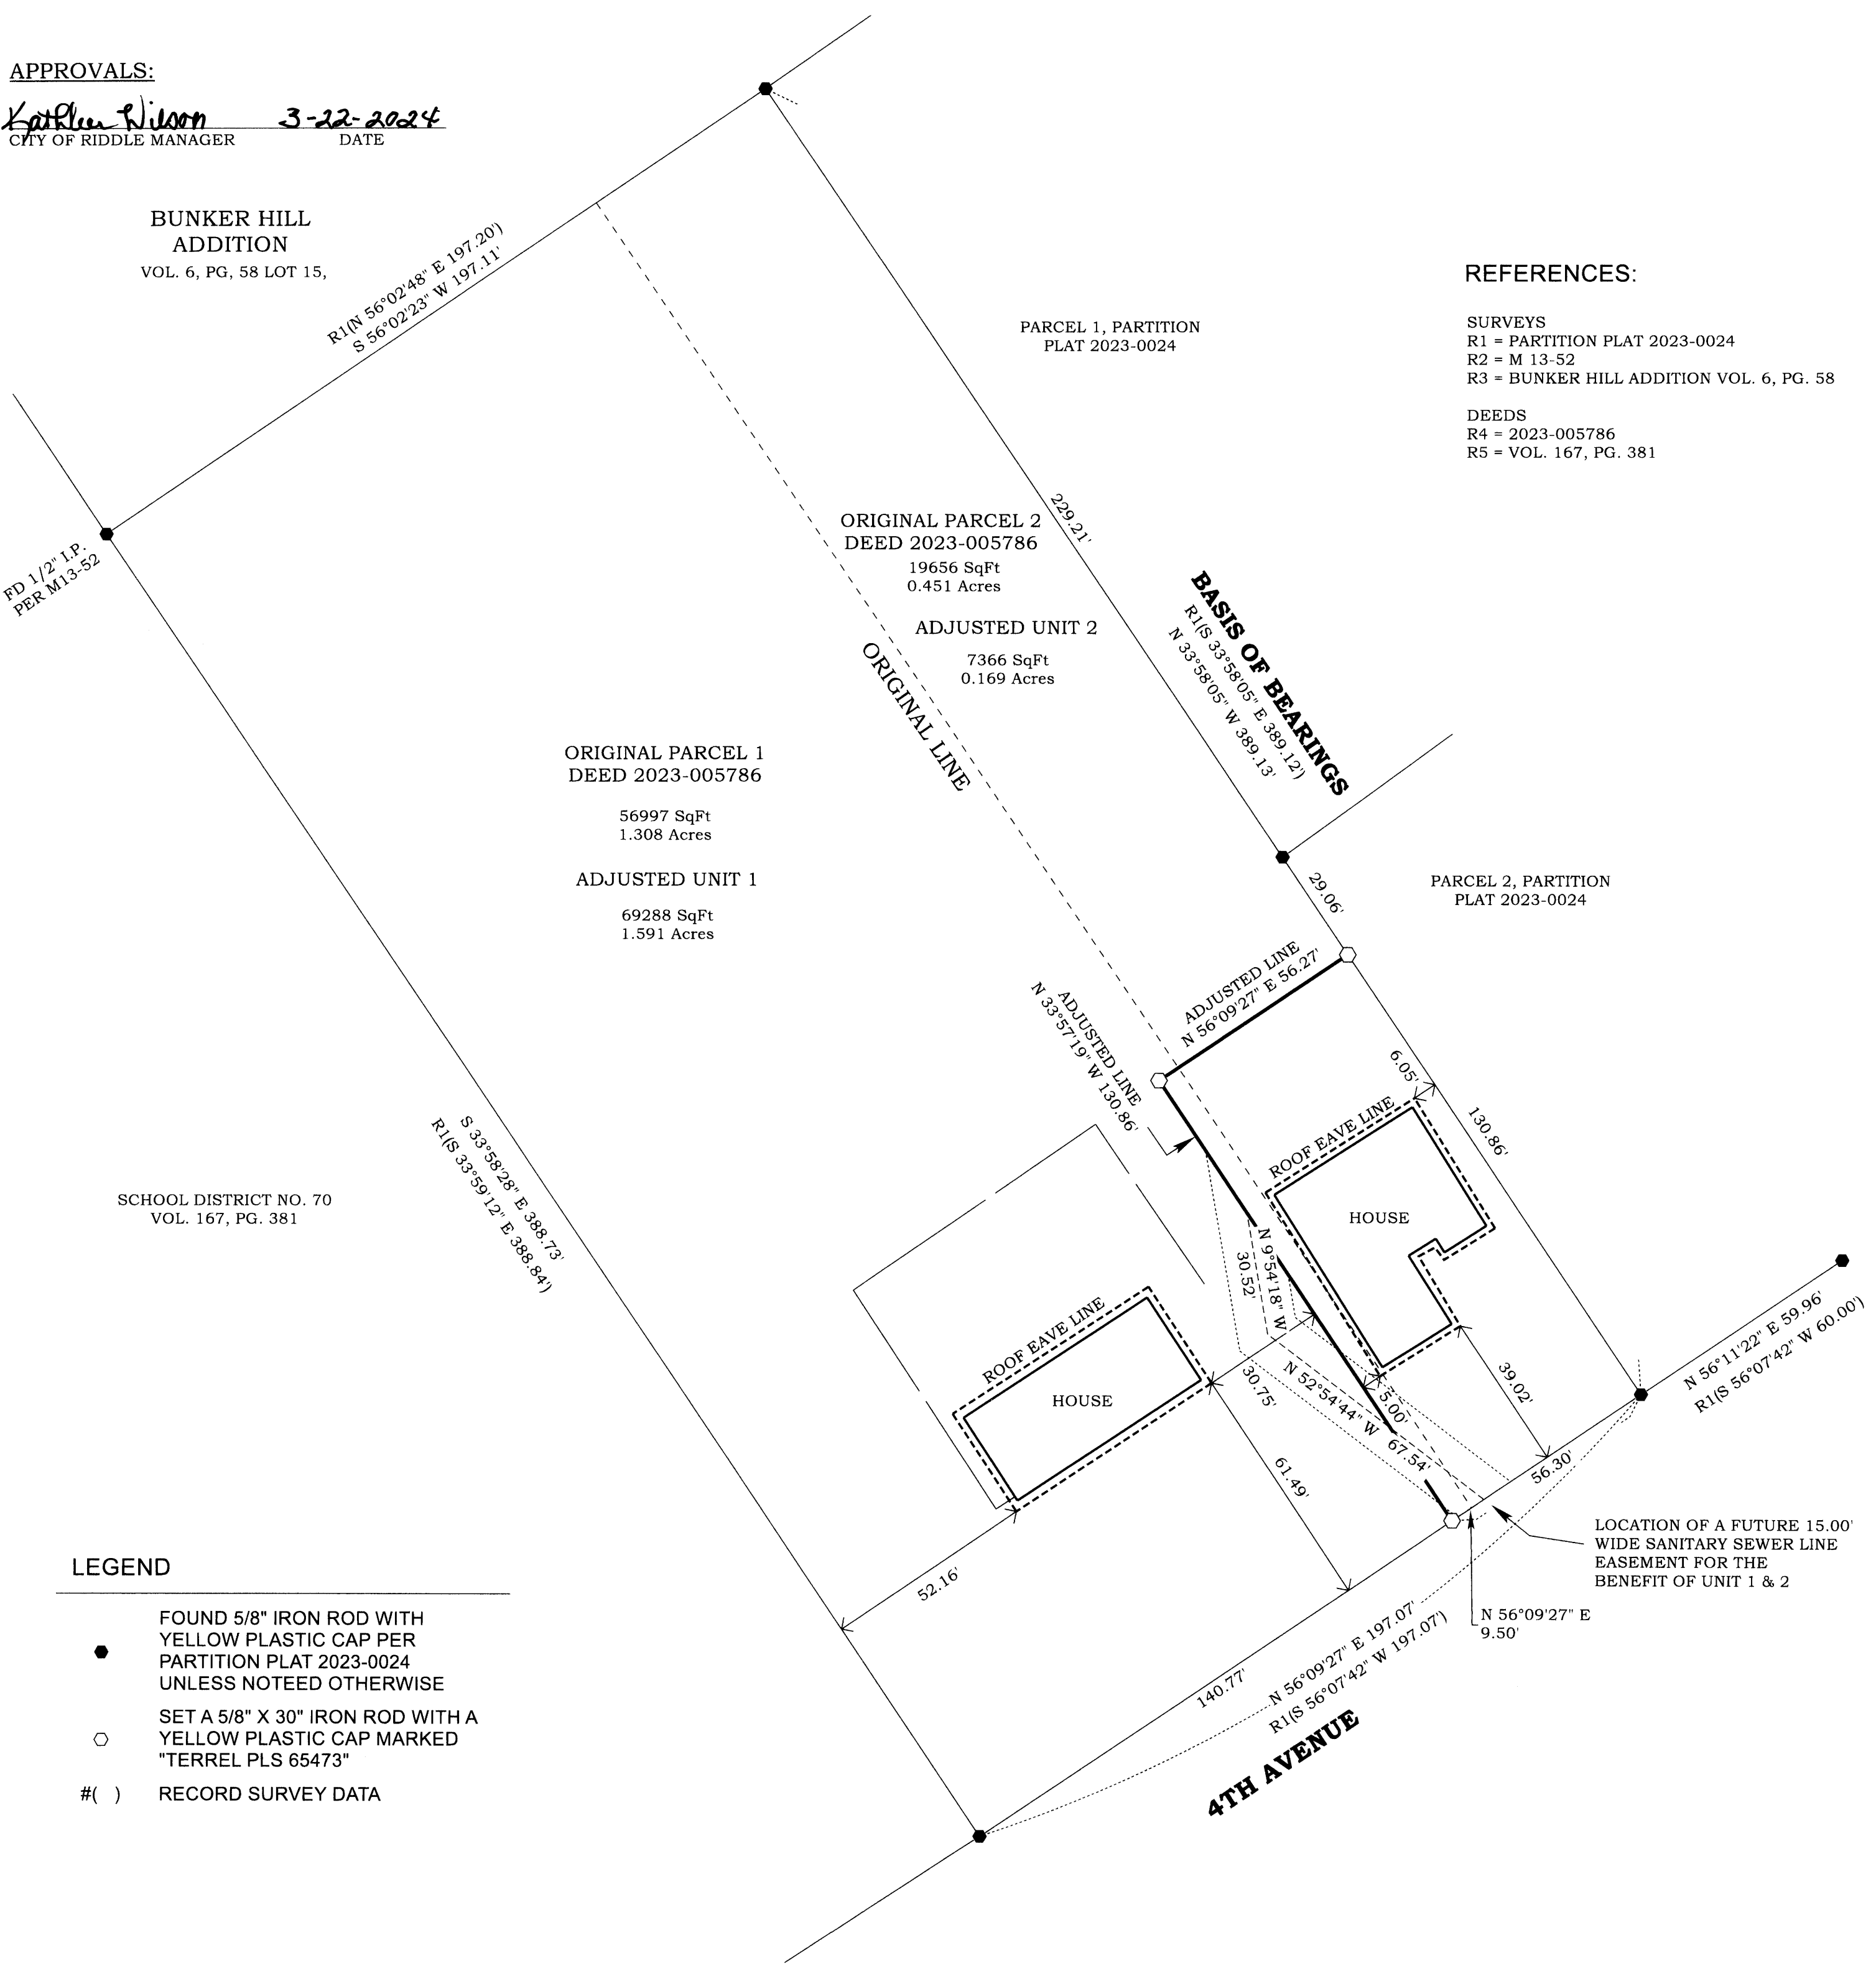 APPROVALS:
Kathleen Wilson 3-22-2024
CITY OF RIDDLE MANAGER DATE
BUNKER HILL
ADDITION
VOL. 6, PG, 58 LOT 15,
R1(N 56°02'48" E 197.20')
S 56°02'23" W 197.11'
PARCEL 1, PARTITION
PLAT 2023-0024
REFERENCES:
SURVEYS
R1 = PARTITION PLAT 2023-0024
R2 = M 13-52
R3 = BUNKER HILL ADDITION VOL. 6, PG. 58
DEEDS
R4 = 2023-005786
R5 = VOL. 167, PG. 381
FD 1/2" I.P.
PER M13-52
ORIGINAL PARCEL 2
DEED 2023-005786
19656 SqFt
0.451 Acres
ADJUSTED UNIT 2
7366 SqFt
0.169 Acres
229.21'
BASIS OF BEARINGS
R1(S 33°58'05" E 389.12')
N 33°58'05" W 389.13'
ORIGINAL LINE
ORIGINAL PARCEL 1
DEED 2023-005786
56997 SqFt
1.308 Acres
ADJUSTED UNIT 1
69288 SqFt
1.591 Acres
PARCEL 2, PARTITION
PLAT 2023-0024
29.06'
ADJUSTED LINE
N 56°09'27" E 56.27'
ADJUSTED LINE
N 33°57'19" W 130.86'
6.05'
130.86'
ROOF EAVE LINE
HOUSE
S 33°58'28" E 388.73'
R1(S 33°59'12" E 388.84')
SCHOOL DISTRICT NO. 70
VOL. 167, PG. 381
N 9°54'18" W
30.52'
ROOF EAVE LINE
HOUSE
30.75'
N 52°54'44" W
67.54'
5.00'
39.02'
N 56°11'22" E 59.96'
R1(S 56°07'42" W 60.00')
61.49'
56.30'
52.16'
LOCATION OF A FUTURE 15.00'
WIDE SANITARY SEWER LINE
EASEMENT FOR THE
BENEFIT OF UNIT 1 & 2
N 56°09'27" E
9.50'
140.77'
N 56°09'27" E 197.07'
R1(S 56°07'42" W 197.07')
4TH AVENUE
LEGEND
FOUND 5/8" IRON ROD WITH
YELLOW PLASTIC CAP PER
PARTITION PLAT 2023-0024
UNLESS NOTEED OTHERWISE
SET A 5/8" X 30" IRON ROD WITH A
YELLOW PLASTIC CAP MARKED
"TERREL PLS 65473"
#( ) RECORD SURVEY DATA